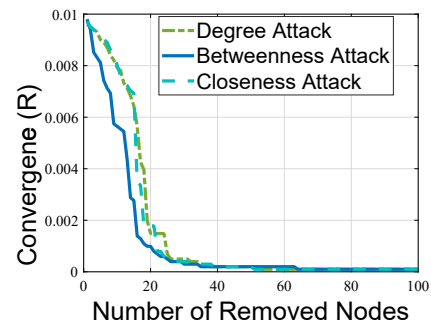 0.01
0.008
0.006
0.004
0.002
0
0 20 40 60 80 100
Convergene (R)
Number of Removed Nodes
Degree Attack
Betweenness Attack
Closeness Attack